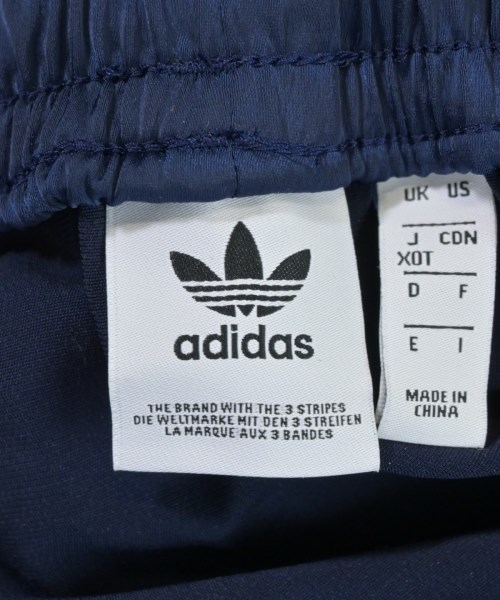 adidas
THE BRAND WITH THE 3 STRIPES
DIE WELTMARKE MIT DEN 3 STREIFEN
LA MARQUE AUX 3 BANDES
UK US
J CDN
XOT
D F
E I
MADE IN
CHINA